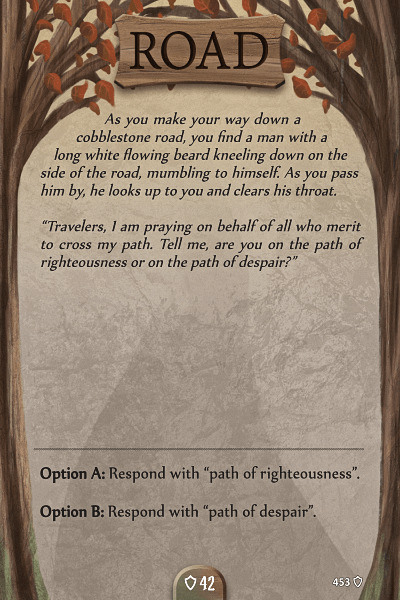 ROAD
As you make your way down a
cobblestone road, you find a man with a
long white flowing beard kneeling down on the
side of the road, mumbling to himself. As you pass
him by, he looks up to you and clears his throat.
“Travelers, I am praying on behalf of all who merit
to cross my path. Tell me, are you on the path of
righteousness or on the path of despair?”
Option A: Respond with “path of righteousness”.
Option B: Respond with “path of despair”.
42
453